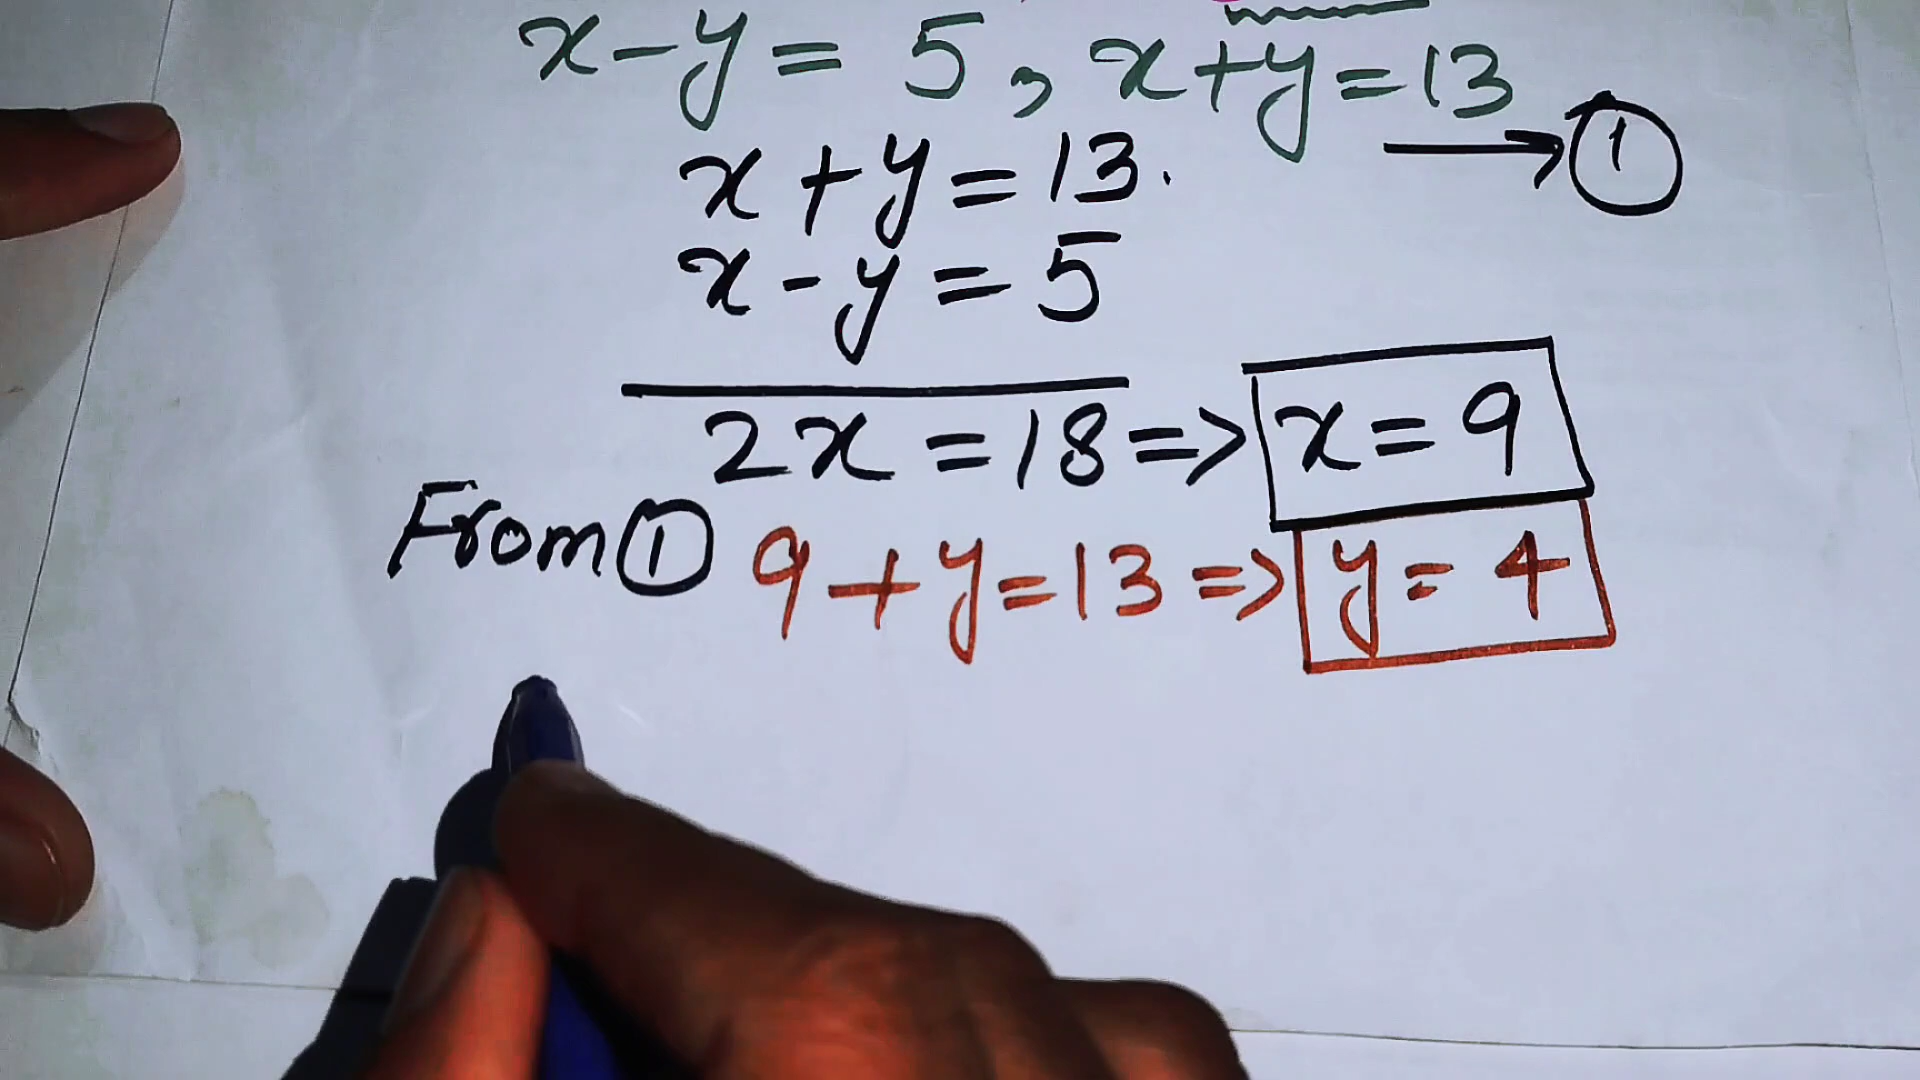 x-y = 5, x+y=13
→ ①
x + y = 13.
x - y = 5
2x = 18 => x = 9
From ① 9 + y = 13 => y = 4